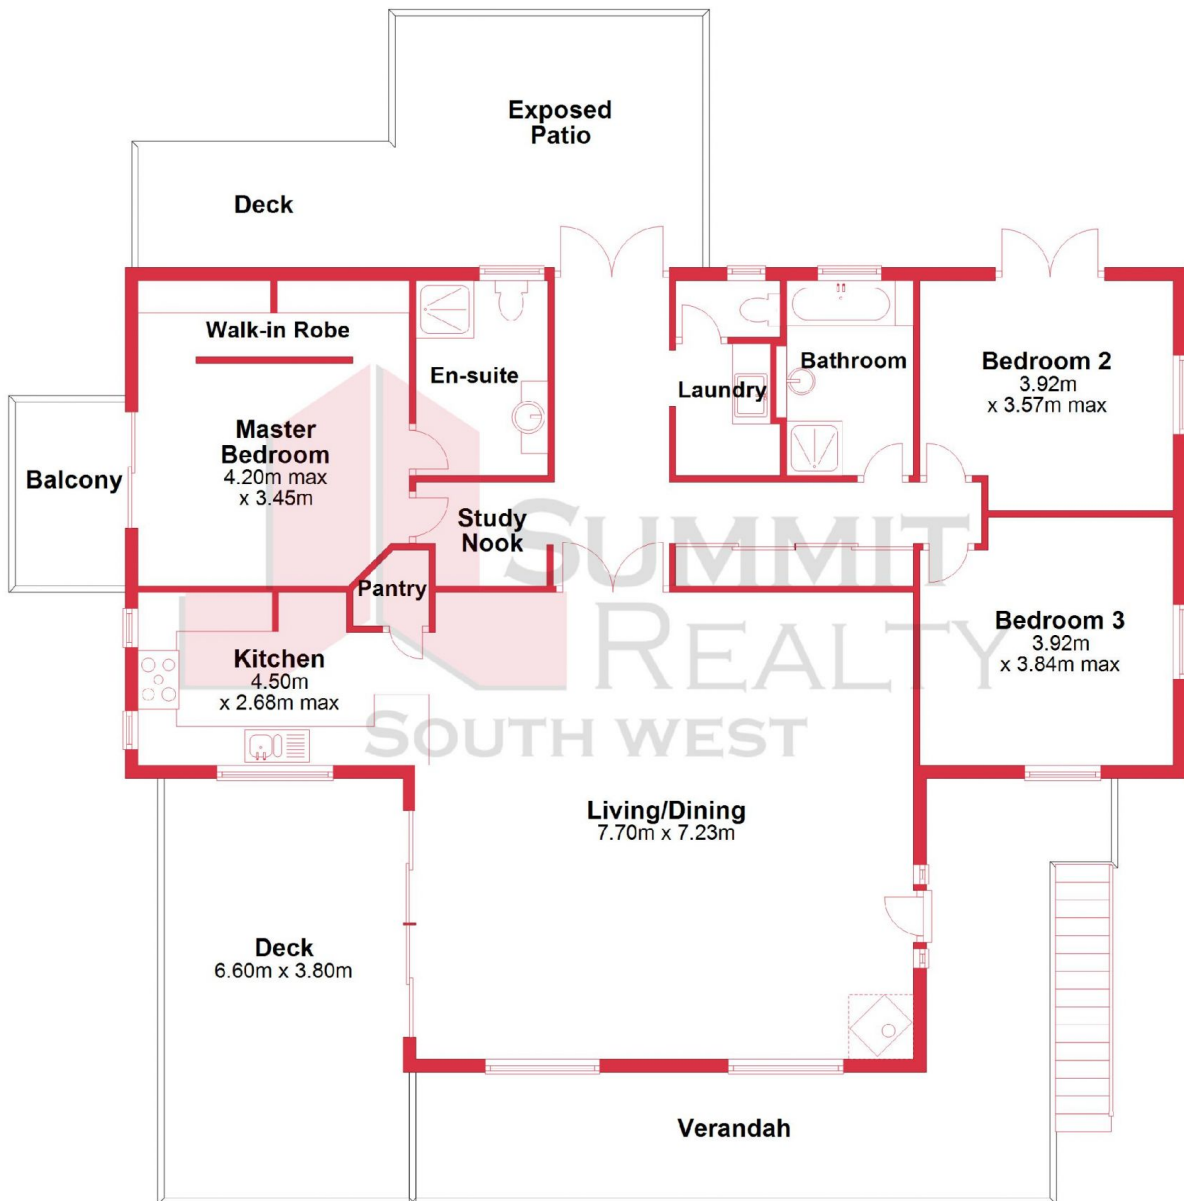 Exposed
Patio
Deck
Walk-in Robe
En-suite
Laundry
Bathroom
Bedroom 2
3.92m
x 3.57m max
Master
Bedroom
4.20m max
x 3.45m
Balcony
Study
Nook
Pantry
SUMMIT
REALTY
SOUTH WEST
Kitchen
4.50m
x 2.68m max
Bedroom 3
3.92m
x 3.84m max
Living/Dining
7.70m x 7.23m
Deck
6.60m x 3.80m
Verandah